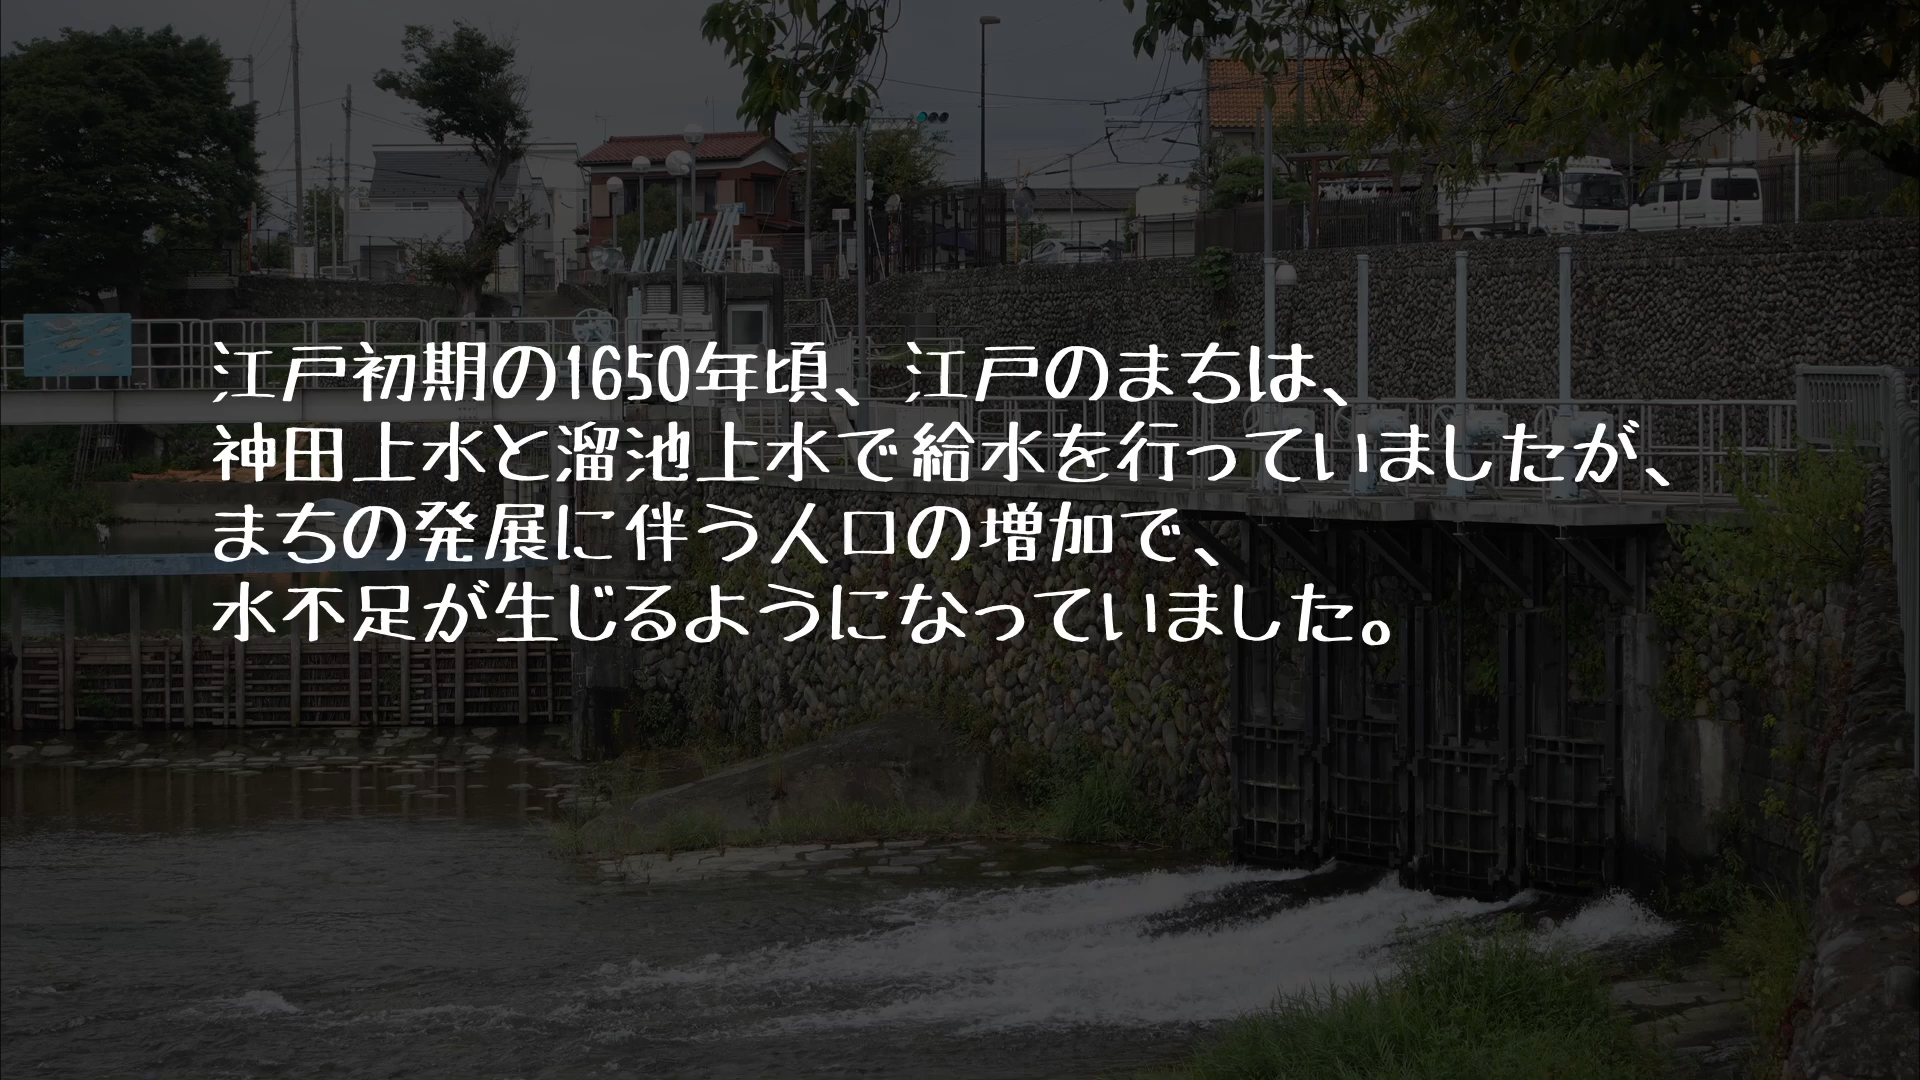 江戸初期の1650年頃、江戸のまちは、
神田上水と溜池上水で給水を行っていましたが、
まちの発展に伴う人口の増加で、
水不足が生じるようになっていました。